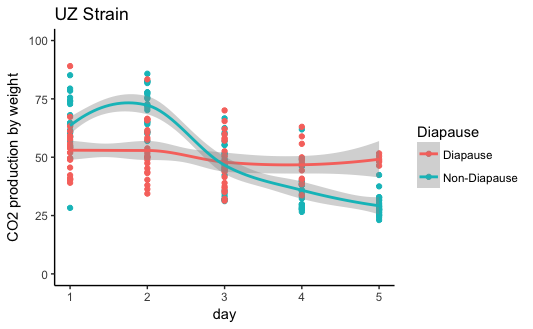 UZ Strain
CO2 production by weight
100
75
50
25
0
1 2 3 4 5
day
Diapause
Diapause
Non-Diapause